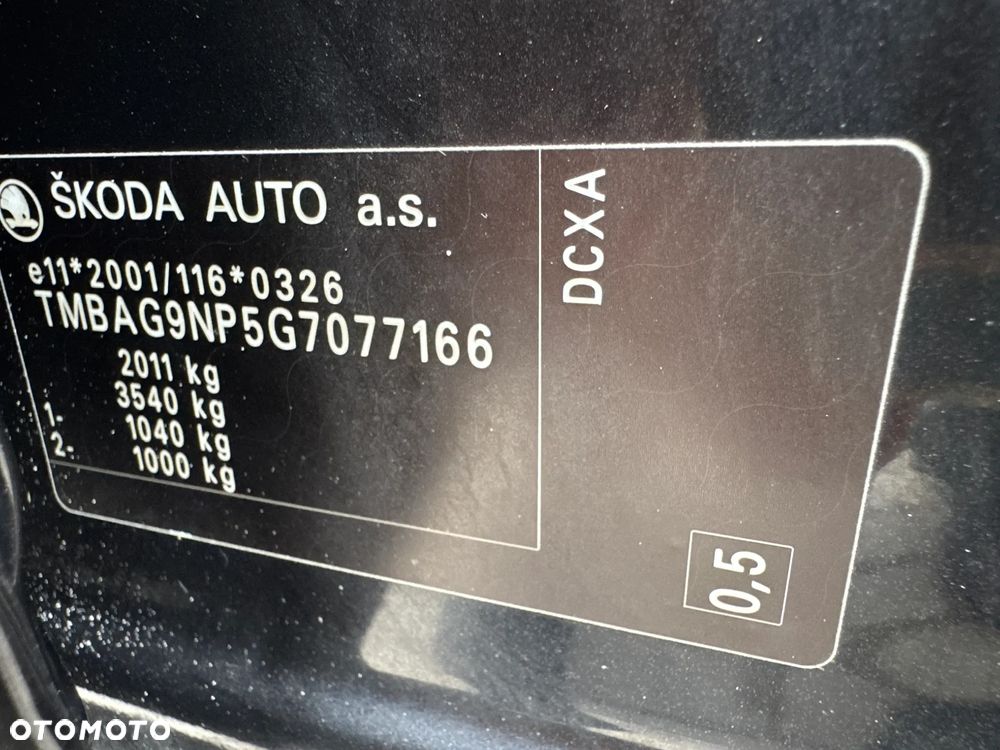 ŠKODA AUTO a.s.
e11*2001/116*0326
TMBAG9NP5G7077166
2011 kg
3540 kg
1- 1040 kg
2- 1000 kg
DCXA
0,5
OTOMOTO